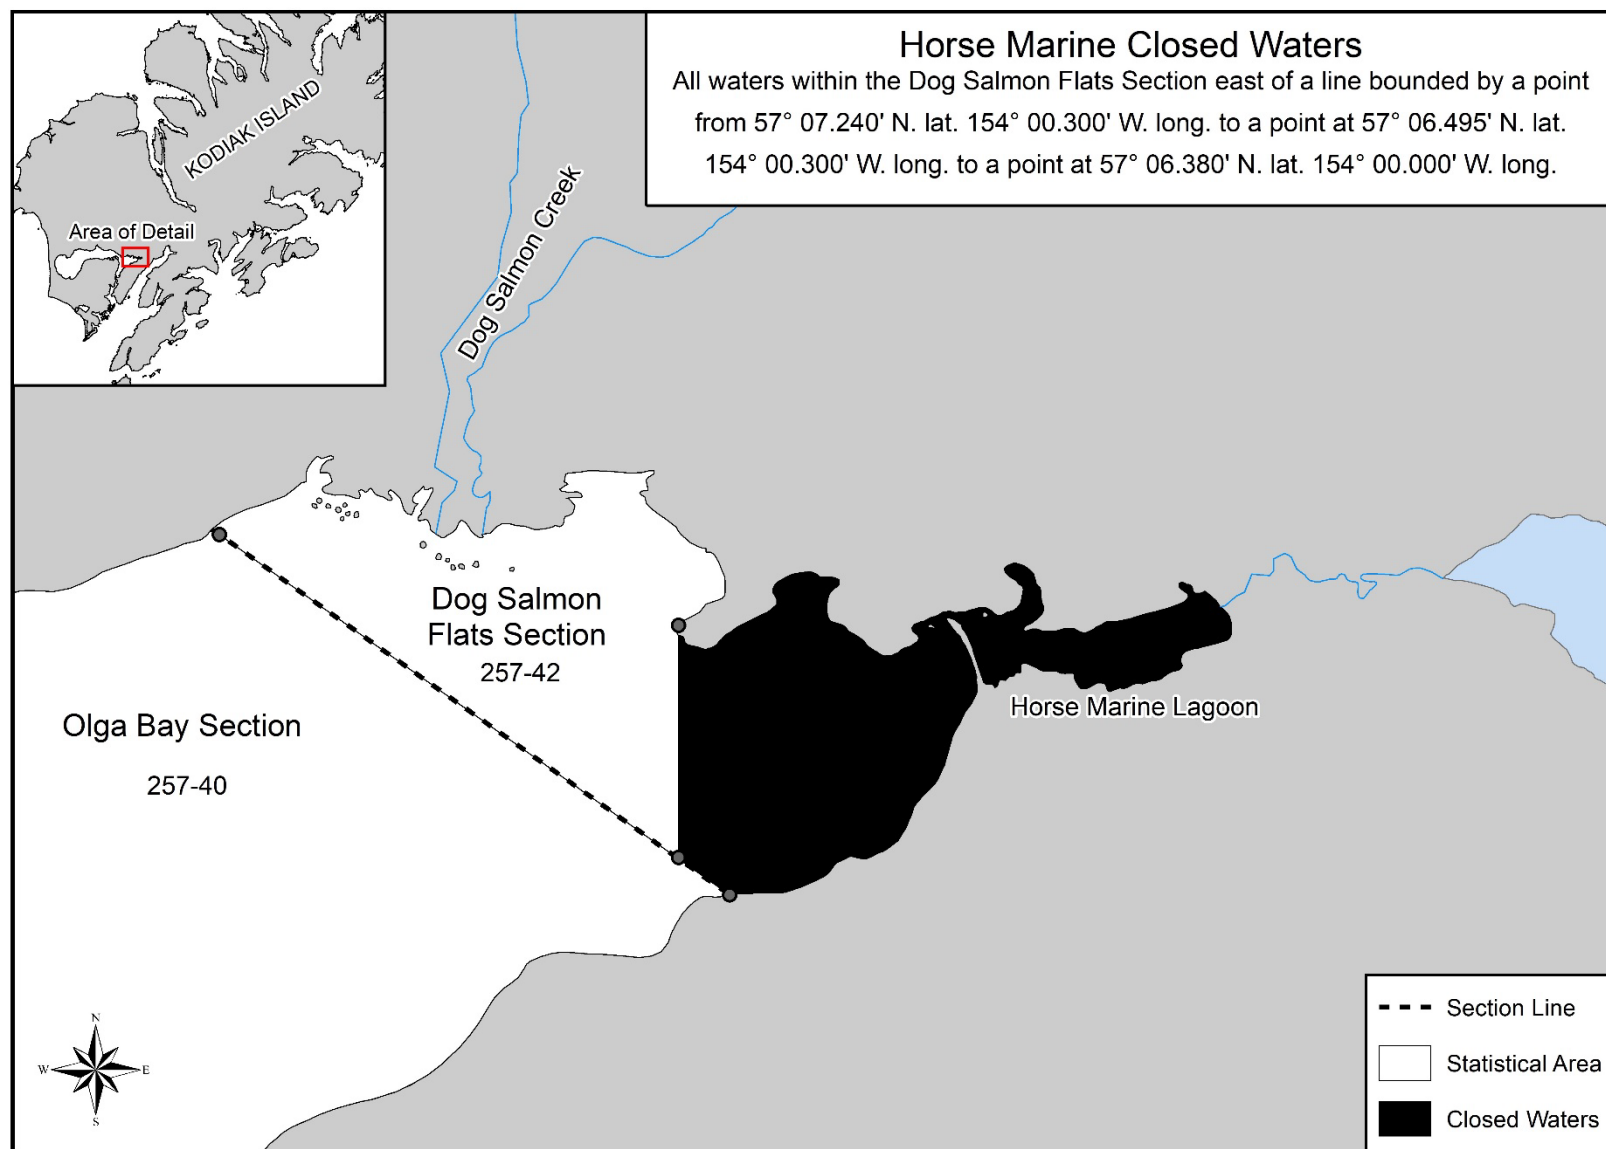 Horse Marine Closed Waters
All waters within the Dog Salmon Flats Section east of a line bounded by a point
from 57° 07.240' N. lat. 154° 00.300' W. long. to a point at 57° 06.495' N. lat.
154° 00.300' W. long. to a point at 57° 06.380' N. lat. 154° 00.000' W. long.
KODIAK ISLAND
Area of Detail
Dog Salmon Creek
Dog Salmon
Flats Section
257-42
Olga Bay Section
257-40
Horse Marine Lagoon
N
W
E
S
Section Line
Statistical Area
Closed Waters